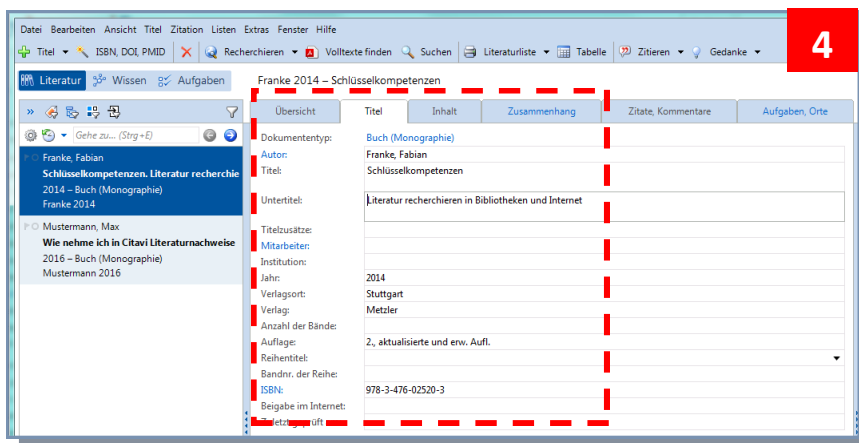 Datei Bearbeiten Ansicht Titel Zitation Listen Extras Fenster Hilfe
Titel ISBN, DOI, PMID Recherchieren Volltexte finden Suchen Literaturliste Tabelle Zitieren Gedanke
4
Literatur Wissen Aufgaben Franke 2014 – Schlüsselkompetenzen
Übersicht Titel Inhalt Zusammenhang Zitate, Kommentare Aufgaben, Orte
Gehe zu... (Strg+E)
Franke, Fabian
Schlüsselkompetenzen. Literatur recherchie
2014 – Buch (Monographie)
Franke 2014
Mustermann, Max
Wie nehme ich in Citavi Literaturnachweise
2016 – Buch (Monographie)
Mustermann 2016
Dokumententyp: Buch (Monographie)
Autor: Franke, Fabian
Titel: Schlüsselkompetenzen
Untertitel: Literatur recherchieren in Bibliotheken und Internet
Titelzusätze:
Mitarbeiter:
Institution:
Jahr: 2014
Verlagsort: Stuttgart
Verlag: Metzler
Anzahl der Bände:
Auflage: 2., aktualisierte und erw. Aufl.
Reihentitel:
Bandnr. der Reihe:
ISBN: 978-3-476-02520-3
Beigabe im Internet:
Zuletzt geprüft